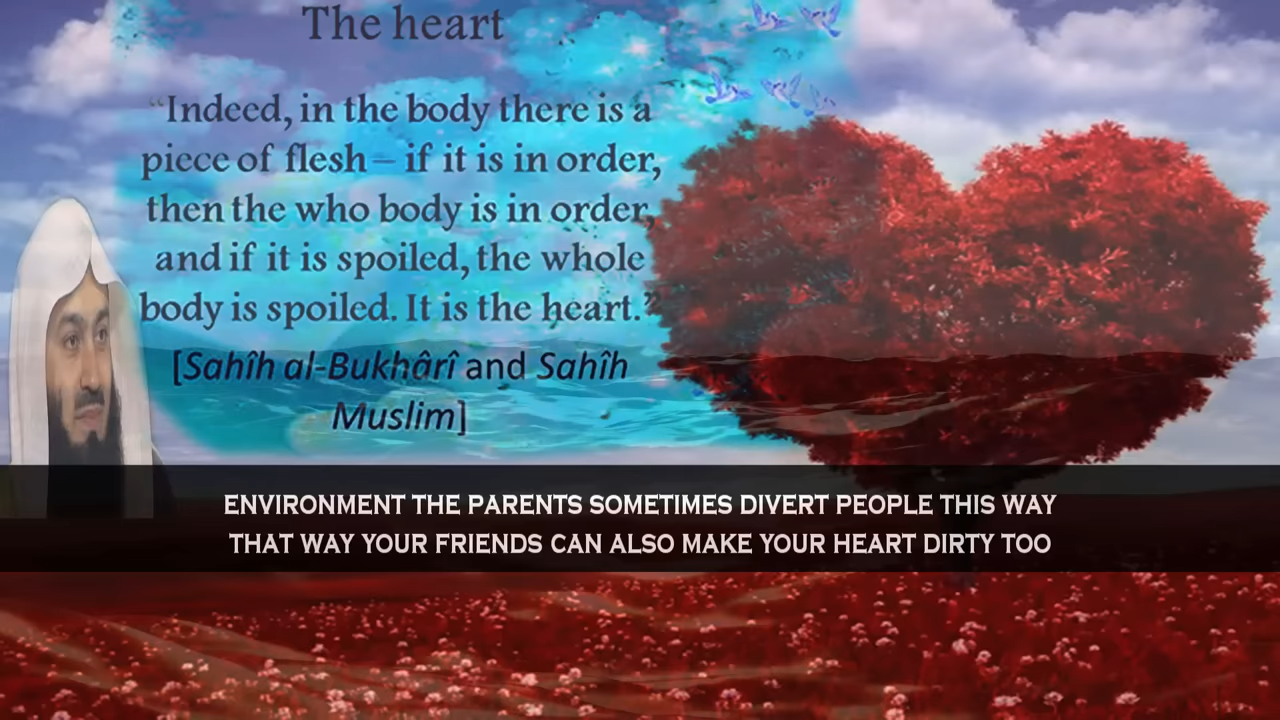 The heart
“Indeed, in the body there is a
piece of flesh – if it is in order,
then the who body is in order,
and if it is spoiled, the whole
body is spoiled. It is the heart.”
[Sahîh al-Bukhârî and Sahîh
Muslim]
ENVIRONMENT THE PARENTS SOMETIMES DIVERT PEOPLE THIS WAY
THAT WAY YOUR FRIENDS CAN ALSO MAKE YOUR HEART DIRTY TOO